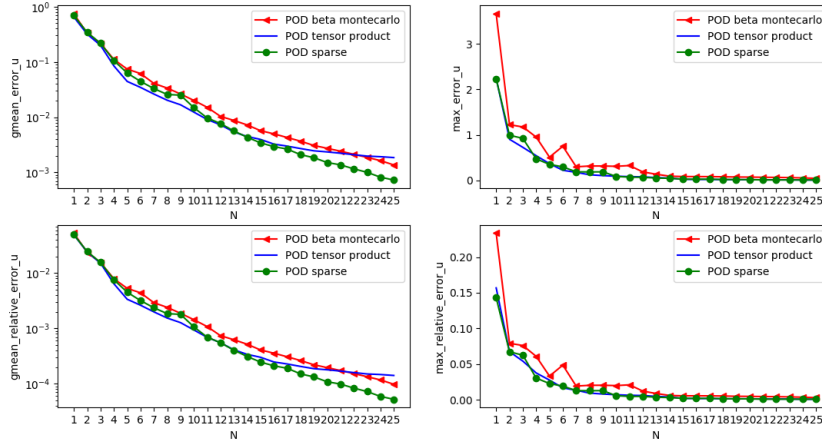 10^0
10^-1
10^-2
10^-3
gmean_error_u
POD beta montecarlo
POD tensor product
POD sparse
1 2 3 4 5 6 7 8 9 10 11 12 13 14 15 16 17 18 19 20 21 22 23 24 25
N
3
2
1
0
max_error_u
POD beta montecarlo
POD tensor product
POD sparse
1 2 3 4 5 6 7 8 9 10 11 12 13 14 15 16 17 18 19 20 21 22 23 24 25
N
10^-2
10^-3
10^-4
gmean_relative_error_u
POD beta montecarlo
POD tensor product
POD sparse
1 2 3 4 5 6 7 8 9 10 11 12 13 14 15 16 17 18 19 20 21 22 23 24 25
N
0.20
0.15
0.10
0.05
0.00
max_relative_error_u
POD beta montecarlo
POD tensor product
POD sparse
1 2 3 4 5 6 7 8 9 10 11 12 13 14 15 16 17 18 19 20 21 22 23 24 25
N